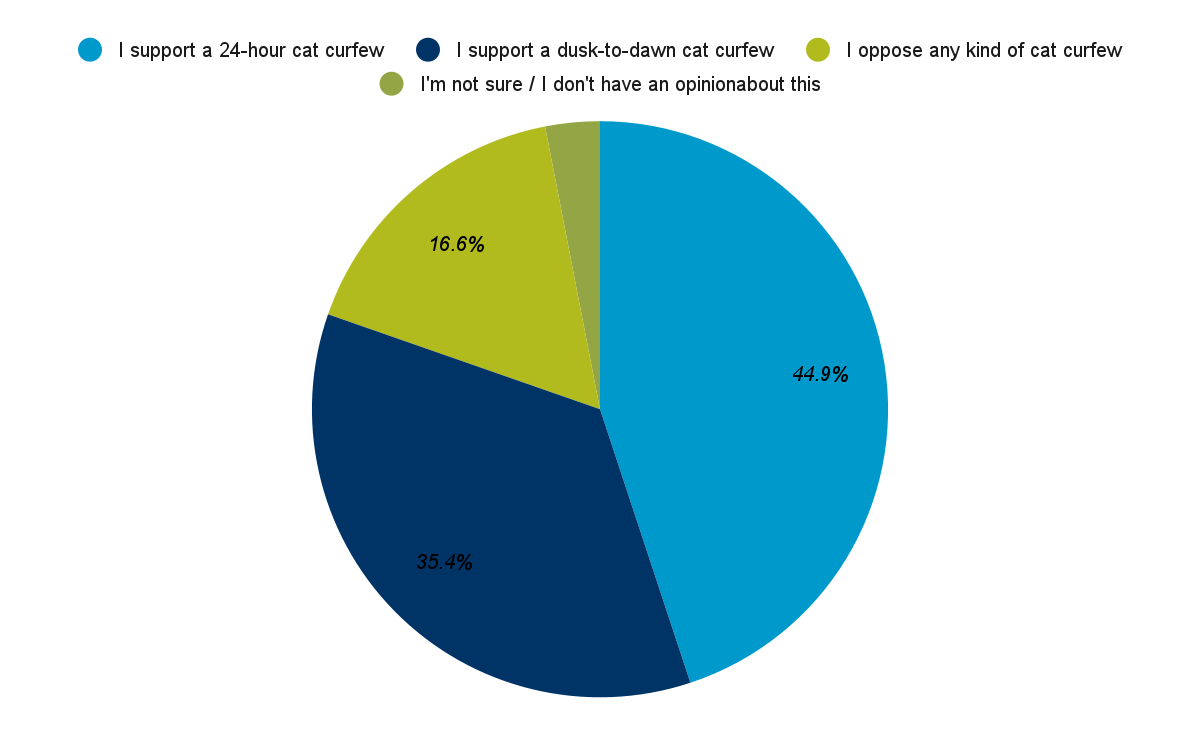 I support a 24-hour cat curfew I support a dusk-to-dawn cat curfew I oppose any kind of cat curfew
I'm not sure / I don't have an opinionabout this
16.6%
44.9%
35.4%